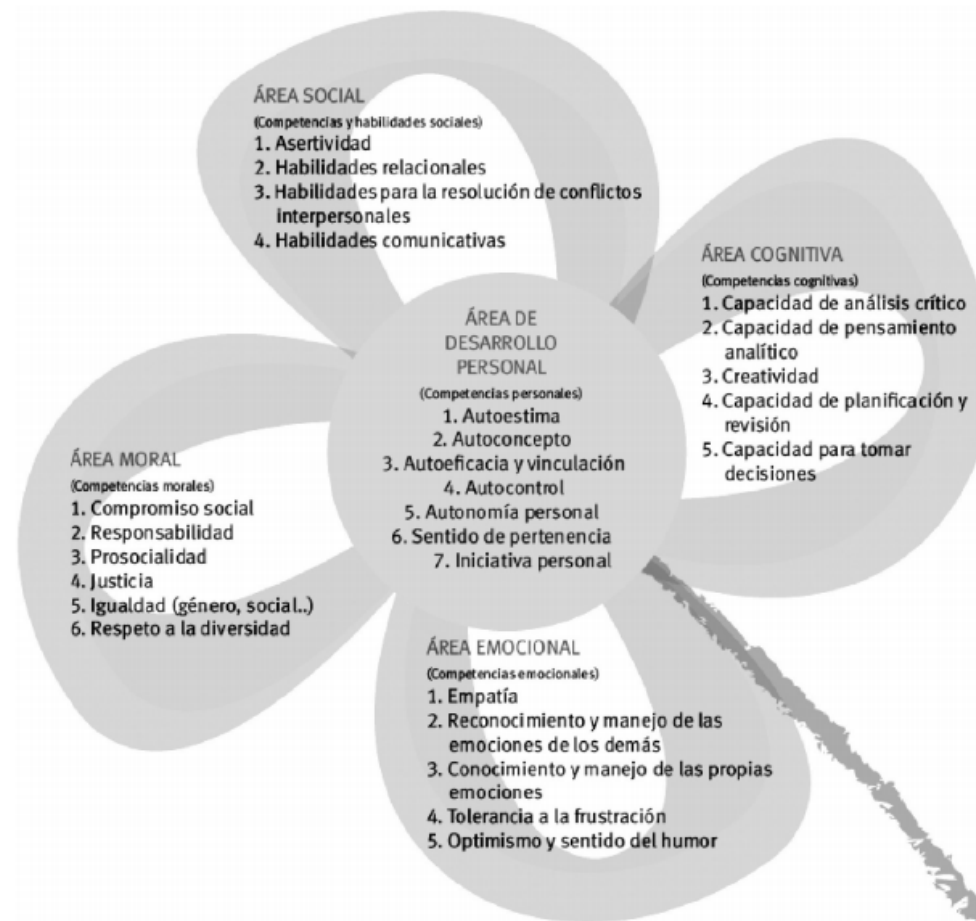 ÁREA SOCIAL
(Competencias y habilidades sociales)
1. Asertividad
2. Habilidades relacionales
3. Habilidades para la resolución de conflictos
interpersonales
4. Habilidades comunicativas
ÁREA COGNITIVA
(Competencias cognitivas)
1. Capacidad de análisis crítico
2. Capacidad de pensamiento
analítico
3. Creatividad
4. Capacidad de planificación y
revisión
5. Capacidad para tomar
decisiones
ÁREA DE
DESARROLLO
PERSONAL
(Competencias personales)
1. Autoestima
2. Autoconcepto
3. Autoeficacia y vinculación
4. Autocontrol
5. Autonomía personal
6. Sentido de pertenencia
7. Iniciativa personal
ÁREA MORAL
(Competencias morales)
1. Compromiso social
2. Responsabilidad
3. Prosocialidad
4. Justicia
5. Igualdad (género, social..)
6. Respeto a la diversidad
ÁREA EMOCIONAL
(Competencias emocionales)
1. Empatía
2. Reconocimiento y manejo de las
emociones de los demás
3. Conocimiento y manejo de las propias
emociones
4. Tolerancia a la frustración
5. Optimismo y sentido del humor